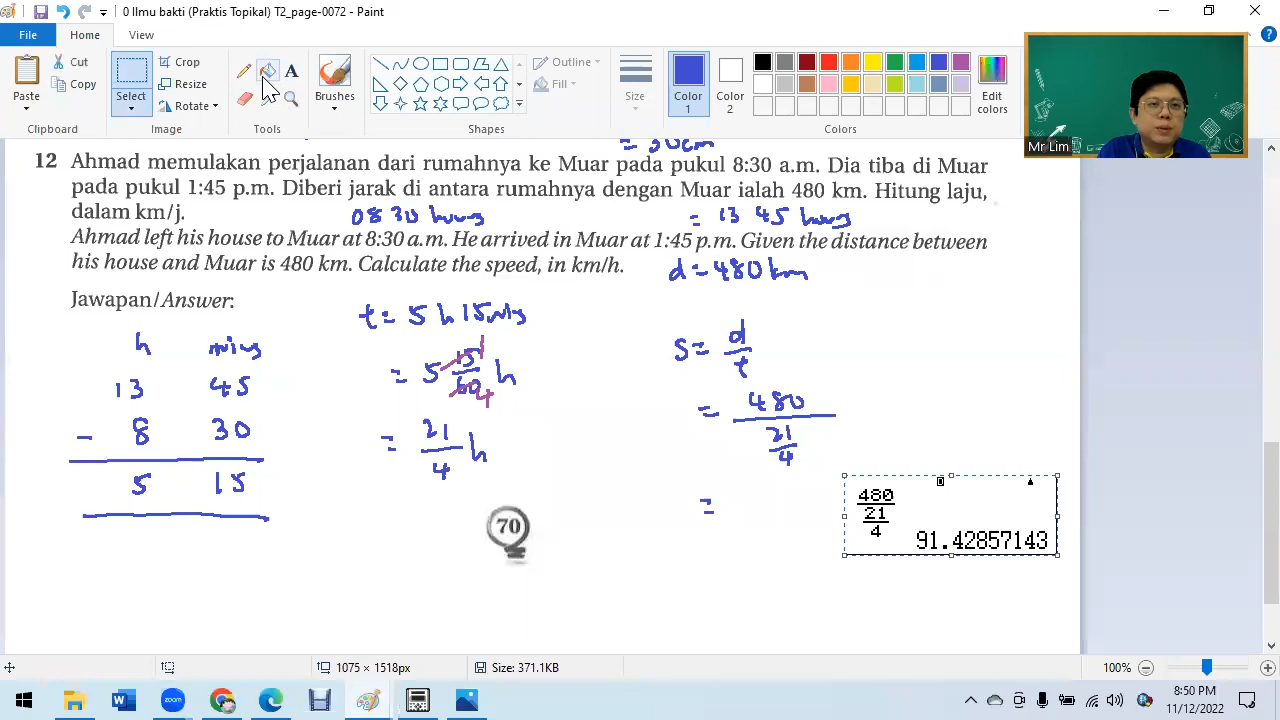 0 Ilmu bakti (Praktis Topikal) T2_page-0072 - Paint
File Home View
Paste Cut Copy Clipboard
Select Crop Resize Rotate Image
A Tools
Brushes
Outline Fill Shapes
Size
Color 1 Color 2 Edit colors Colors
Mr Lim
= 30cm
12 Ahmad memulakan perjalanan dari rumahnya ke Muar pada pukul 8:30 a.m. Dia tiba di Muar
pada pukul 1:45 p.m. Diberi jarak di antara rumahnya dengan Muar ialah 480 km. Hitung laju,
dalam km/j.
0830 hours = 1345 hours
Ahmad left his house to Muar at 8:30 a.m. He arrived in Muar at 1:45 p.m. Given the distance between
his house and Muar is 480 km. Calculate the speed, in km/h.
d = 480 km
Jawapan/Answer:
h mins
13 45
- 8 30
5 15
t = 5 h 15 mins
= 5 15/60 h
1
4
= 21/4 h
s = d/t
= 480
21
4
=
480
21
4
91.42857143
70
1075 × 1518px Size: 371.1KB 100%
8:50 PM
11/12/2022